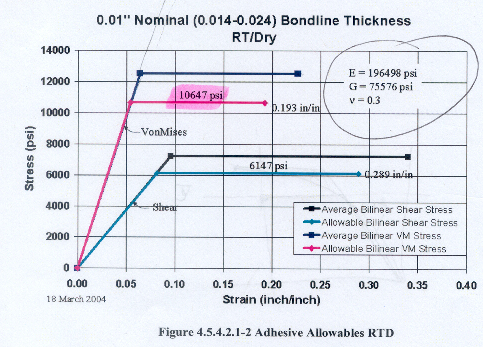 0.01" Nominal (0.014-0.024) Bondline Thickness
RT/Dry
14000
12000
10000
8000
6000
4000
2000
0
Stress (psi)
E = 196498 psi
G = 75576 psi
ν = 0.3
10647 psi
0.193 in/in
VonMises
6147 psi
0.289 in/in
Shear
Average Bilinear Shear Stress
Allowable Bilinear Shear Stress
Average Bilinear VM Stress
Allowable Bilinear VM Stress
0.00 0.05 0.10 0.15 0.20 0.25 0.30 0.35 0.40
18 March 2004
Strain (inch/inch)
Figure 4.5.4.2.1-2 Adhesive Allowables RTD